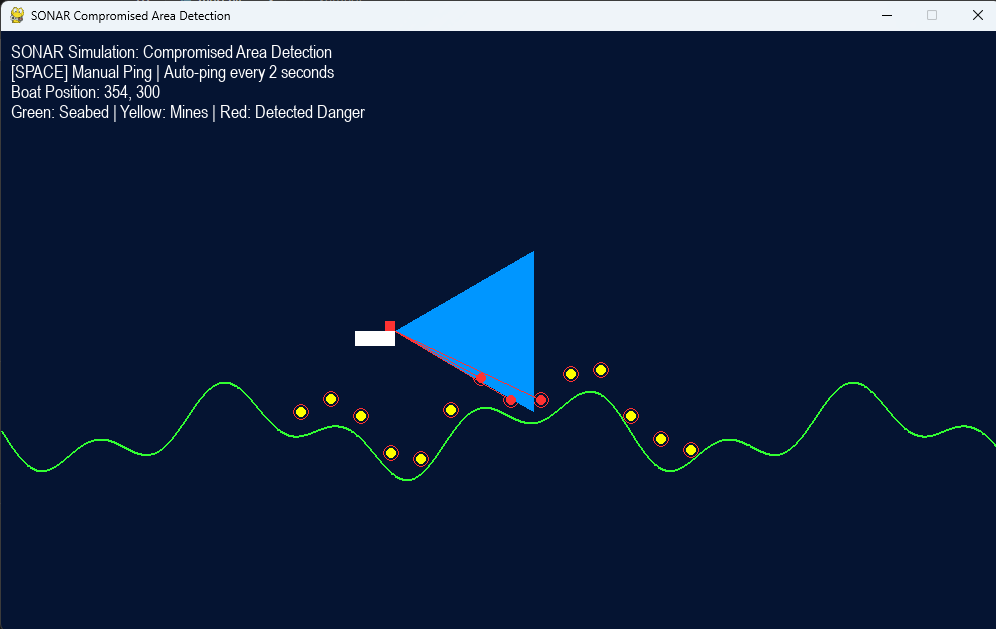 SONAR Compromised Area Detection
SONAR Simulation: Compromised Area Detection
[SPACE] Manual Ping | Auto-ping every 2 seconds
Boat Position: 354, 300
Green: Seabed | Yellow: Mines | Red: Detected Danger